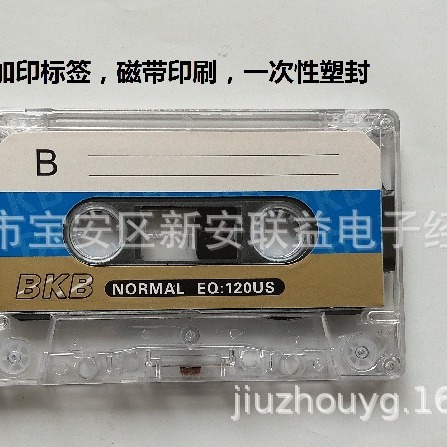 加印标签，磁带印刷，一次性塑封
B
市宝安区新安联益电子经
BKB NORMAL EQ:120US
jiuzhouyg.16